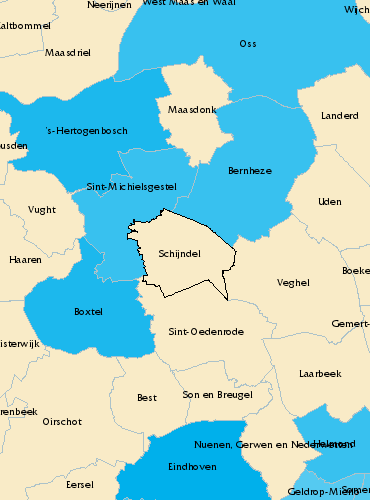 West Maas en Waal
Neerijnen
Wijch
altbommel
Oss
Maasdriel
Maasdonk
Landerd
's-Hertogenbosch
usden
Bernheze
Sint-Michielsgestel
Uden
Vught
Schijndel
Haaren
Boeke
Veghel
Boxtel
Gemert-
Sint-Oedenrode
isterwijk
Laarbeek
Best
Son en Breugel
renbeek
Oirschot
Nuenen, Gerwen en Nederwetten
Helmond
Eindhoven
Eersel
Geldrop-Mierlo
Somer